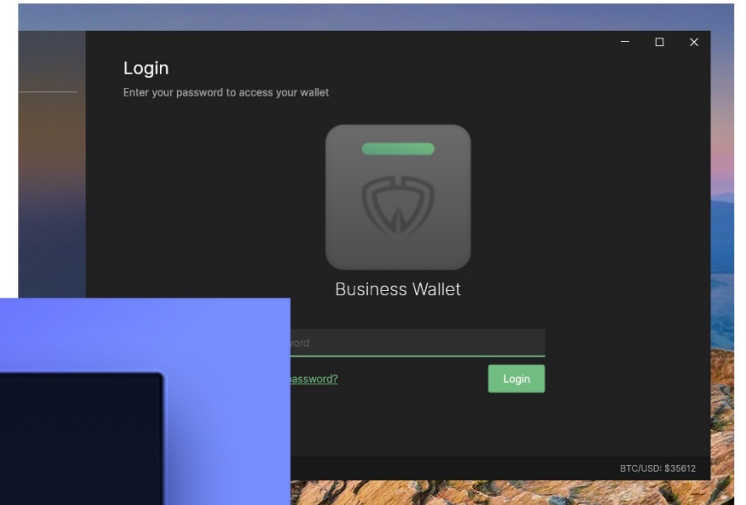 Login
Enter your password to access your wallet
Business Wallet
Login
BTC/USD: $35612